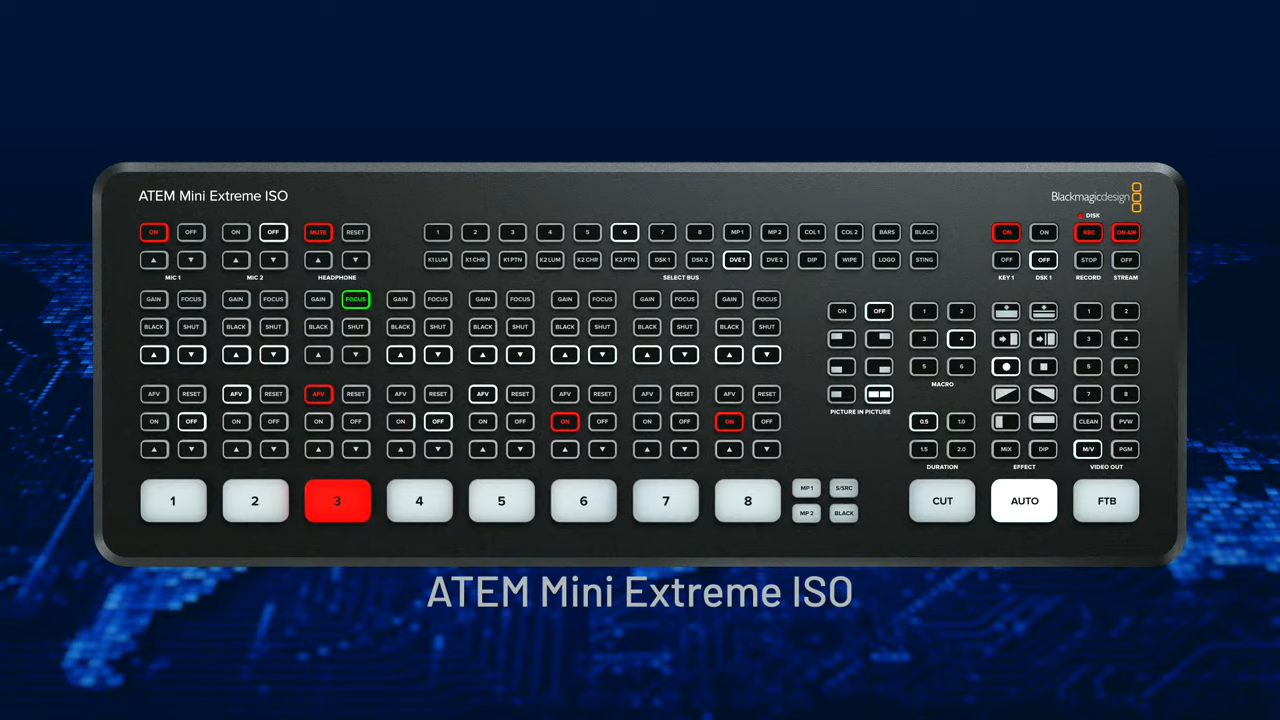 ATEM Mini Extreme ISO
Blackmagicdesign
DISK
ON OFF ON OFF MUTE RESET 1 2 3 4 5 6 7 8 MP 1 MP 2 COL 1 COL 2 BARS BLACK ON ON REC ON AIR
K1 LUM K1 CHR K1 PTN K2 LUM K2 CHR K2 PTN DSK 1 DSK 2 DVE 1 DVE 2 DIP WIPE LOGO STING OFF OFF STOP OFF
MIC 1 MIC 2 HEADPHONE SELECT BUS KEY 1 DSK 1 RECORD STREAM
GAIN FOCUS GAIN FOCUS GAIN FOCUS GAIN FOCUS GAIN FOCUS GAIN FOCUS GAIN FOCUS GAIN FOCUS
ON OFF 1 2 1 2
BLACK SHUT BLACK SHUT BLACK SHUT BLACK SHUT BLACK SHUT BLACK SHUT BLACK SHUT BLACK SHUT
3 4 3 4
5 6 5 6
MACRO
AFV RESET AFV RESET AFV RESET AFV RESET AFV RESET AFV RESET AFV RESET AFV RESET 7 8
PICTURE IN PICTURE
ON OFF ON OFF ON OFF ON OFF ON OFF ON OFF ON OFF ON OFF 0.5 1.0 CLEAN PVW
1.5 2.0 MIX DIP M/V PGM
DURATION EFFECT VIDEO OUT
1 2 3 4 5 6 7 8 MP 1 S/SRC CUT AUTO FTB
MP 2 BLACK
ATEM Mini Extreme ISO